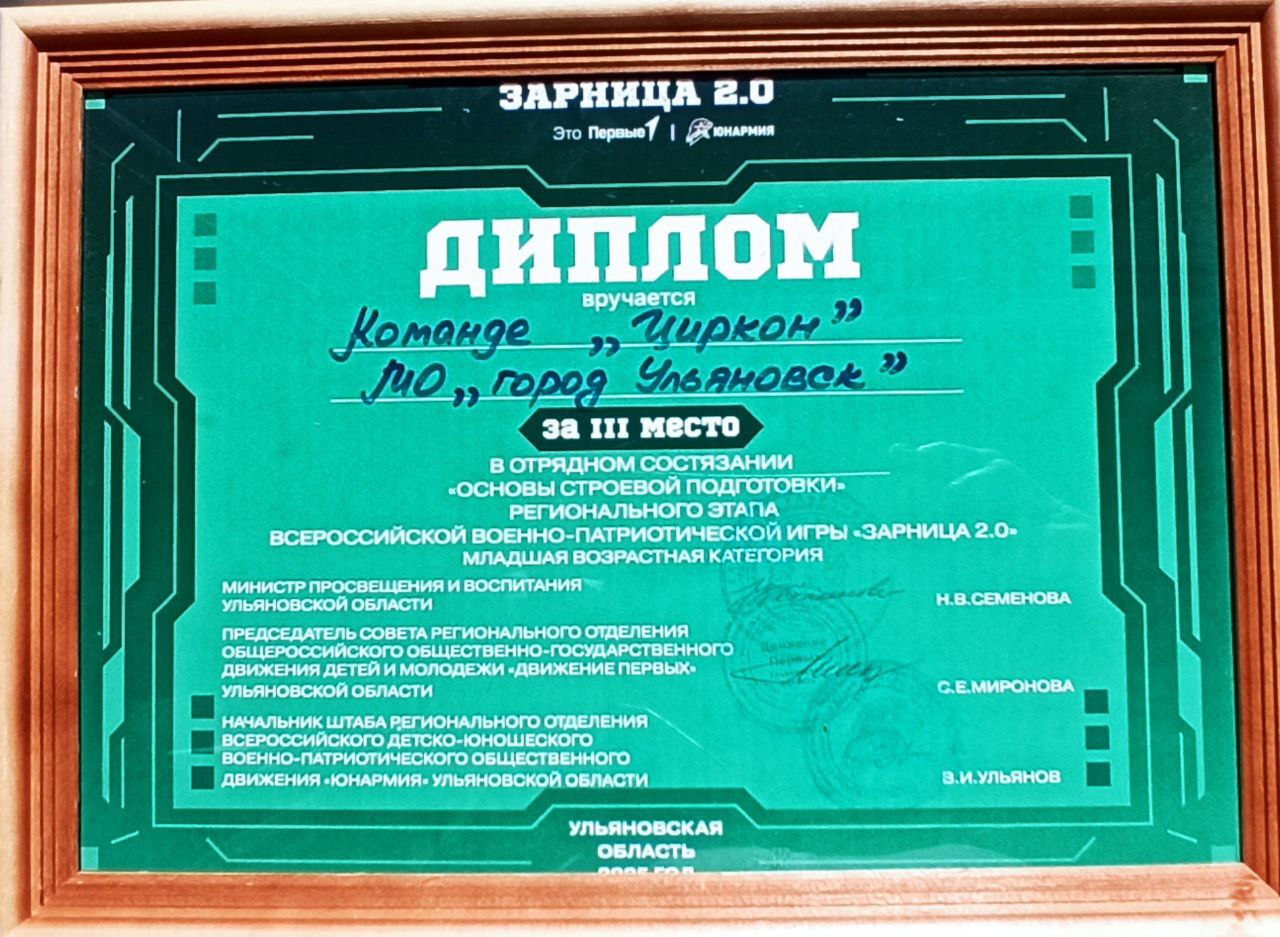 ЗАРНИЦА 2.0
Это Первые | ЮНАРМИЯ
ДИПЛОМ
вручается
Команде „Циркон”
МО „город Ульяновск”
за III место
В ОТРЯДНОМ СОСТЯЗАНИИ
«ОСНОВЫ СТРОЕВОЙ ПОДГОТОВКИ»
РЕГИОНАЛЬНОГО ЭТАПА
ВСЕРОССИЙСКОЙ ВОЕННО-ПАТРИОТИЧЕСКОЙ ИГРЫ «ЗАРНИЦА 2.0»
МЛАДШАЯ ВОЗРАСТНАЯ КАТЕГОРИЯ
МИНИСТР ПРОСВЕЩЕНИЯ И ВОСПИТАНИЯ
УЛЬЯНОВСКОЙ ОБЛАСТИ
Н.В.СЕМЕНОВА
ПРЕДСЕДАТЕЛЬ СОВЕТА РЕГИОНАЛЬНОГО ОТДЕЛЕНИЯ
ОБЩЕРОССИЙСКОГО ОБЩЕСТВЕННО-ГОСУДАРСТВЕННОГО
ДВИЖЕНИЯ ДЕТЕЙ И МОЛОДЕЖИ «ДВИЖЕНИЕ ПЕРВЫХ»
УЛЬЯНОВСКОЙ ОБЛАСТИ
С.Е.МИРОНОВА
НАЧАЛЬНИК ШТАБА РЕГИОНАЛЬНОГО ОТДЕЛЕНИЯ
ВСЕРОССИЙСКОГО ДЕТСКО-ЮНОШЕСКОГО
ВОЕННО-ПАТРИОТИЧЕСКОГО ОБЩЕСТВЕННОГО
ДВИЖЕНИЯ «ЮНАРМИЯ» УЛЬЯНОВСКОЙ ОБЛАСТИ
В.И.УЛЬЯНОВ
УЛЬЯНОВСКАЯ
ОБЛАСТЬ